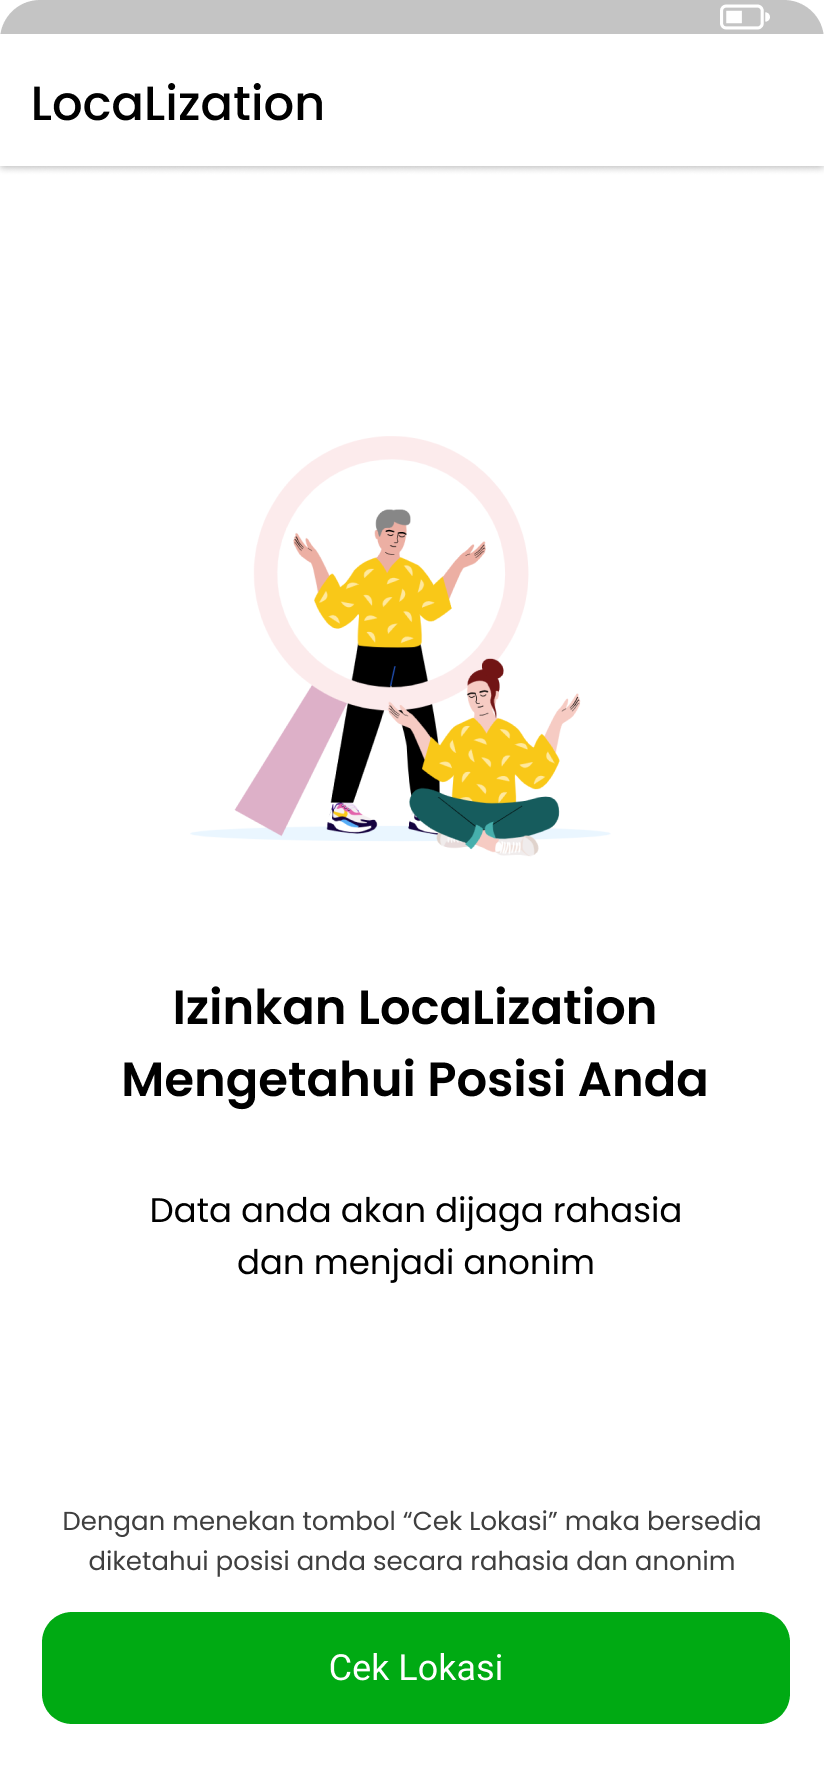 LocaLization
Izinkan LocaLization
Mengetahui Posisi Anda
Data anda akan dijaga rahasia
dan menjadi anonim
Dengan menekan tombol “Cek Lokasi” maka bersedia
diketahui posisi anda secara rahasia dan anonim
Cek Lokasi